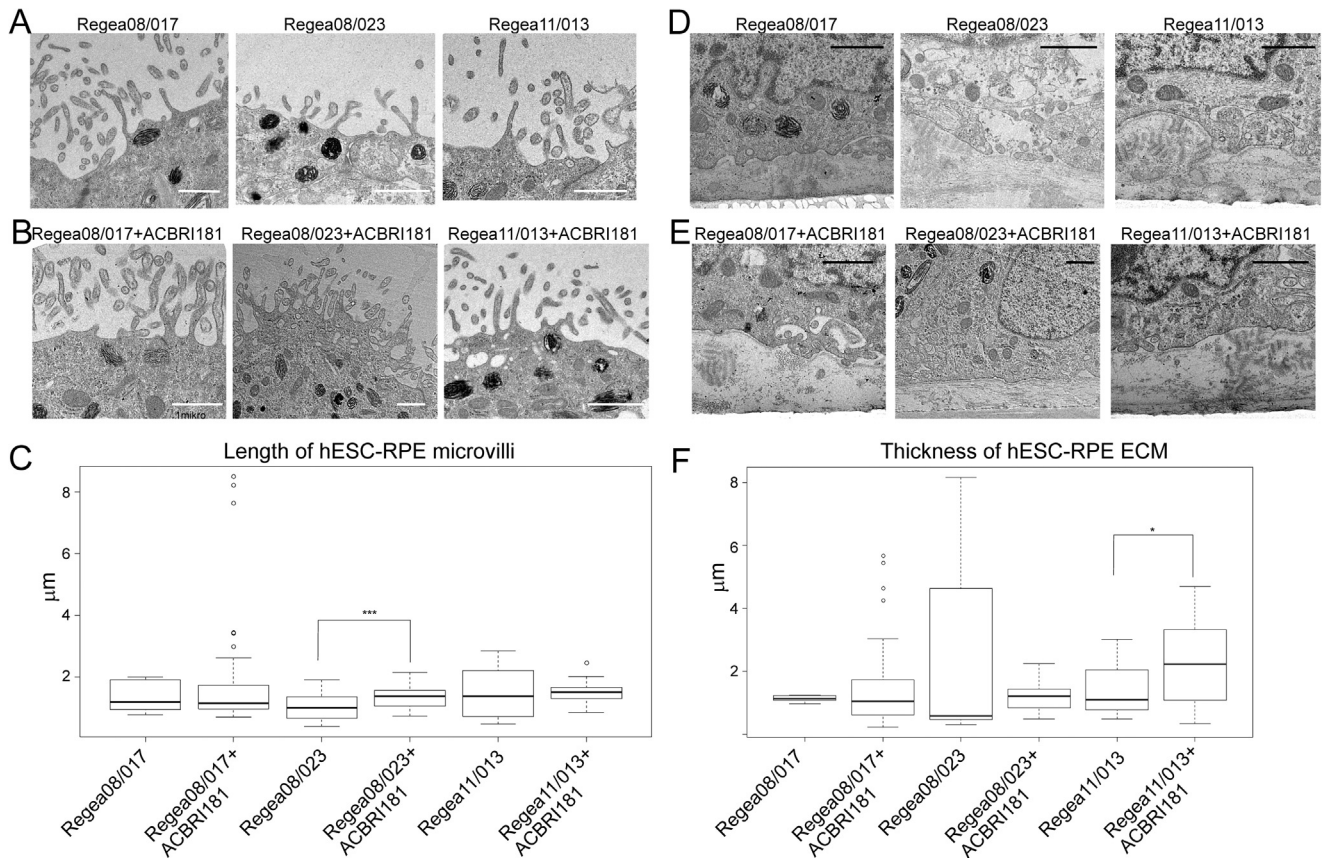 A
Regea08/017
Regea08/023
Regea11/013
B
Regea08/017+ACBRI181
Regea08/023+ACBRI181
Regea11/013+ACBRI181
1mikro
C
Length of hESC-RPE microvilli
µm
8
6
4
2
***
Regea08/017
Regea08/017+
ACBRI181
Regea08/023
Regea08/023+
ACBRI181
Regea11/013
Regea11/013+
ACBRI181
D
Regea08/017
Regea08/023
Regea11/013
E
Regea08/017+ACBRI181
Regea08/023+ACBRI181
Regea11/013+ACBRI181
F
Thickness of hESC-RPE ECM
µm
8
6
4
2
*
Regea08/017
Regea08/017+
ACBRI181
Regea08/023
Regea08/023+
ACBRI181
Regea11/013
Regea11/013+
ACBRI181